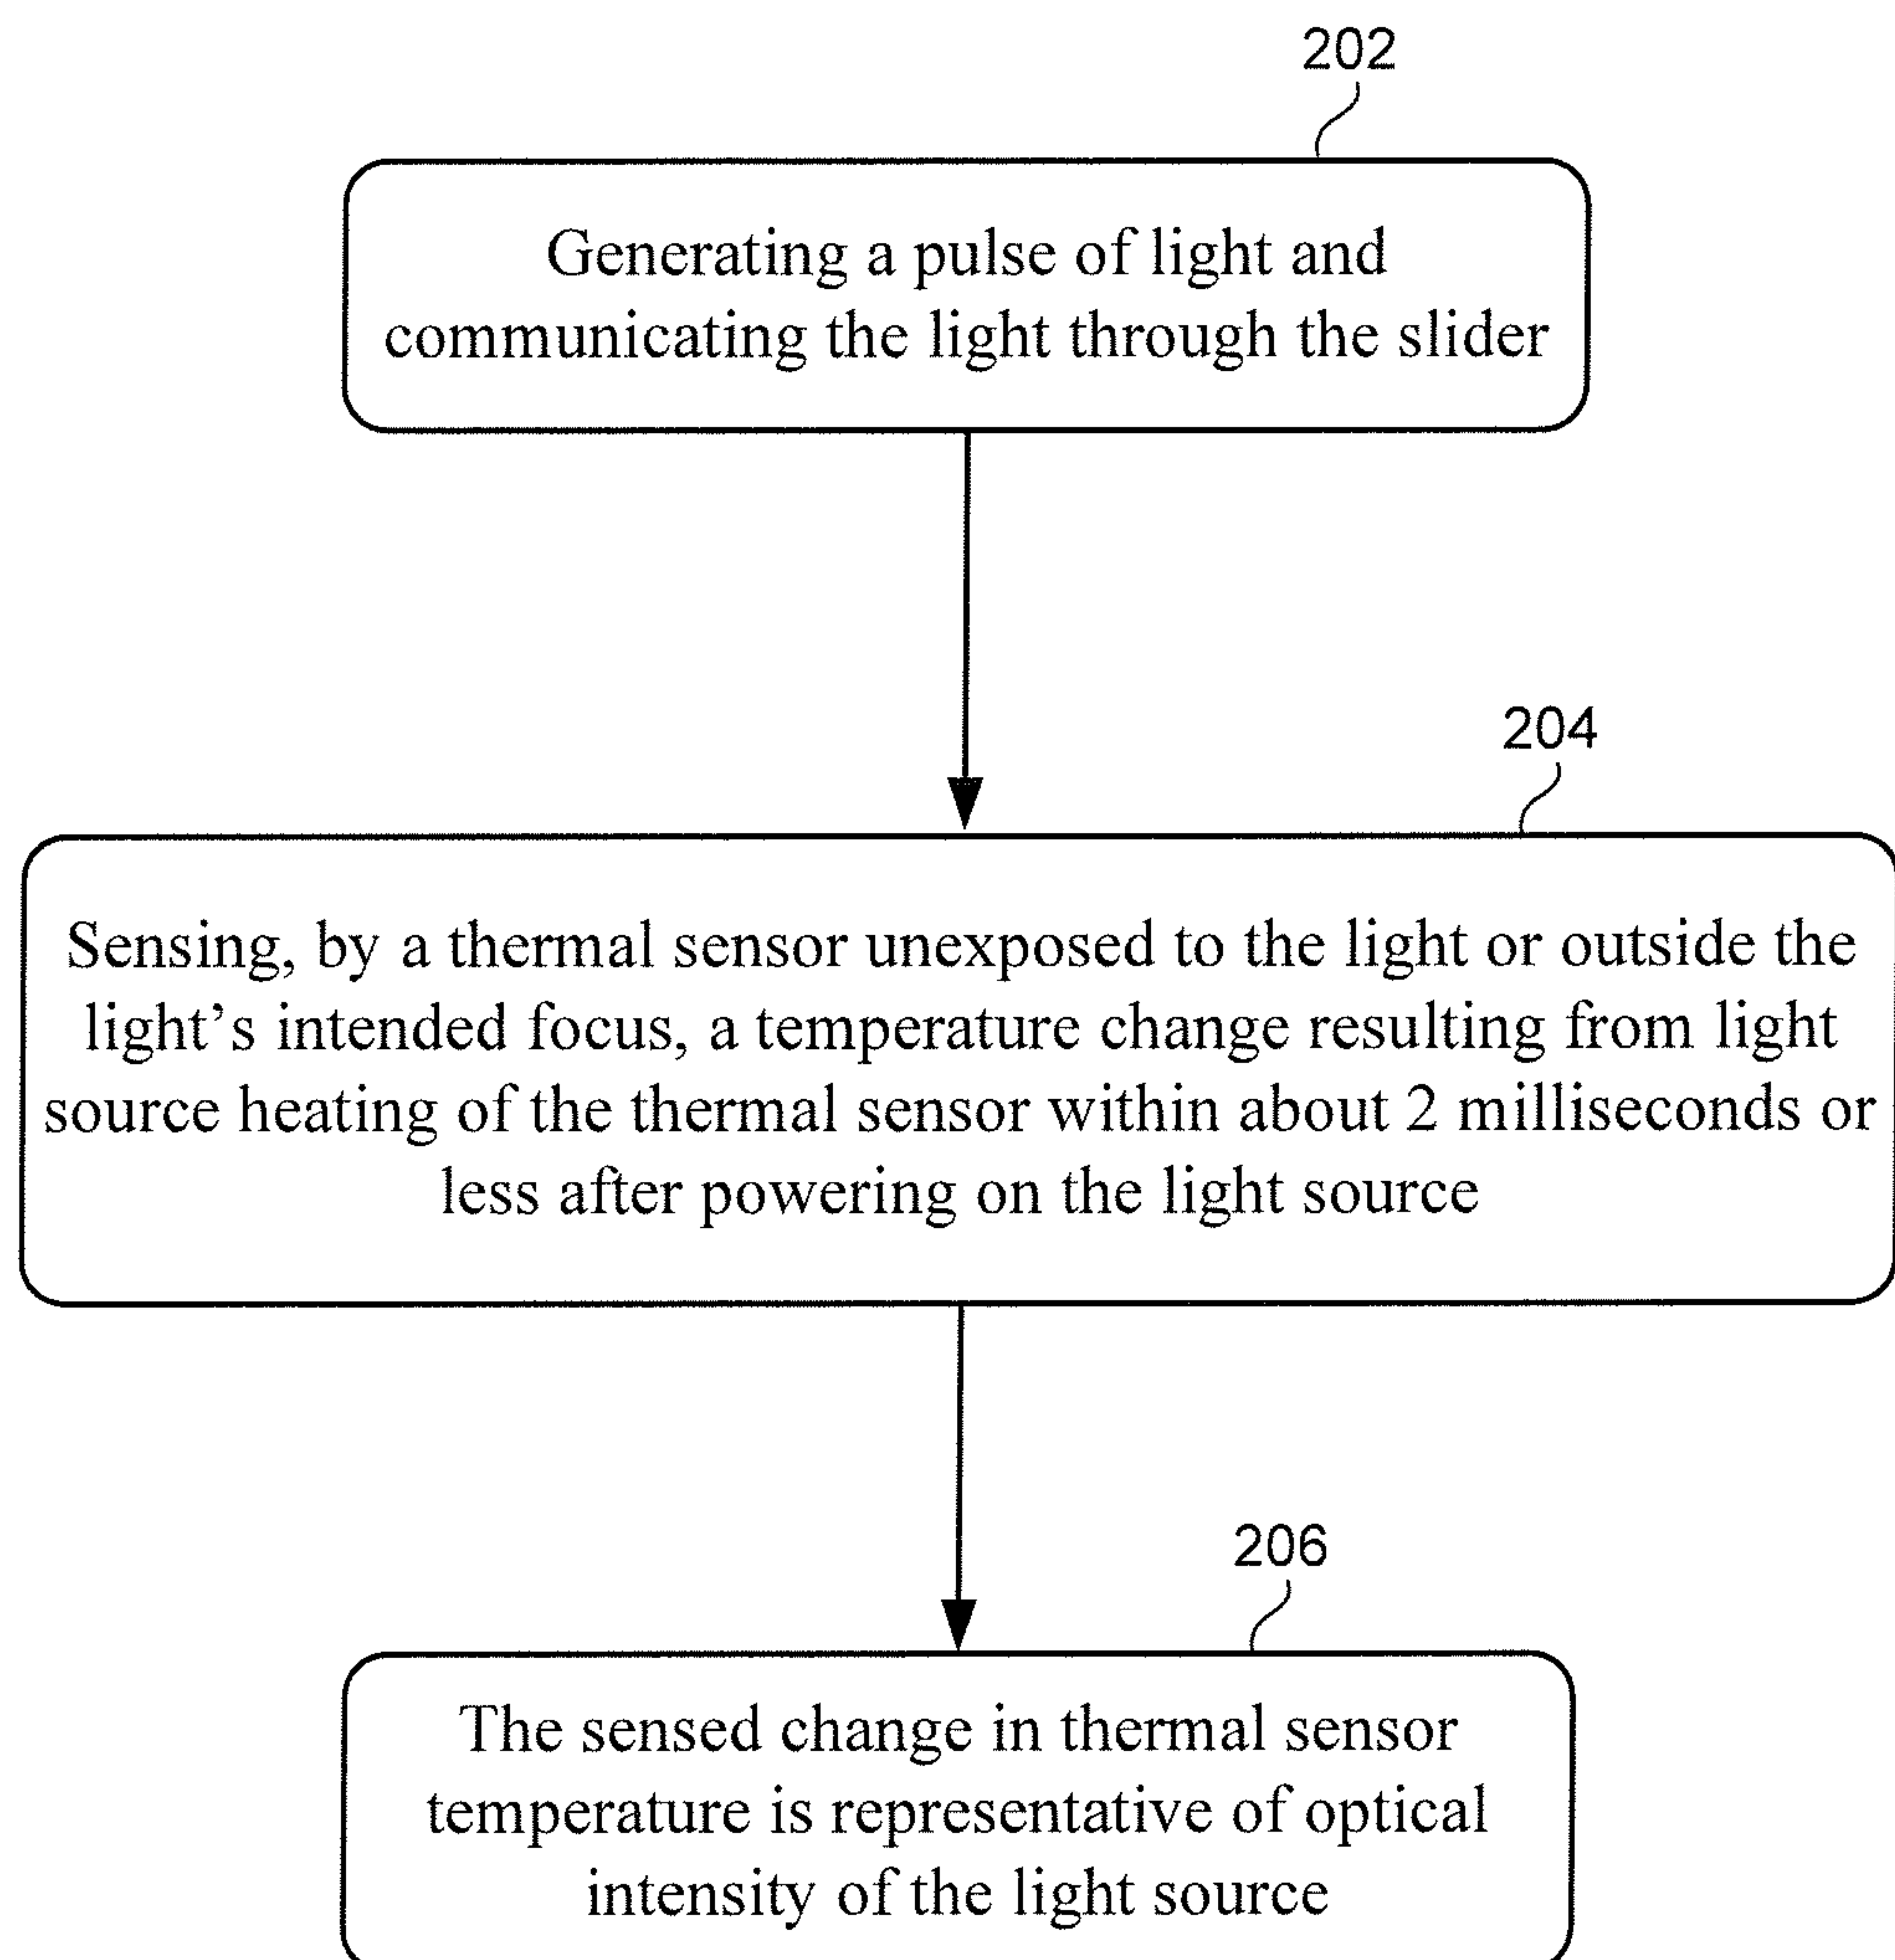 202
Generating a pulse of light and
communicating the light through the slider
204
Sensing, by a thermal sensor unexposed to the light or outside the
light’s intended focus, a temperature change resulting from light
source heating of the thermal sensor within about 2 milliseconds or
less after powering on the light source
206
The sensed change in thermal sensor
temperature is representative of optical
intensity of the light source